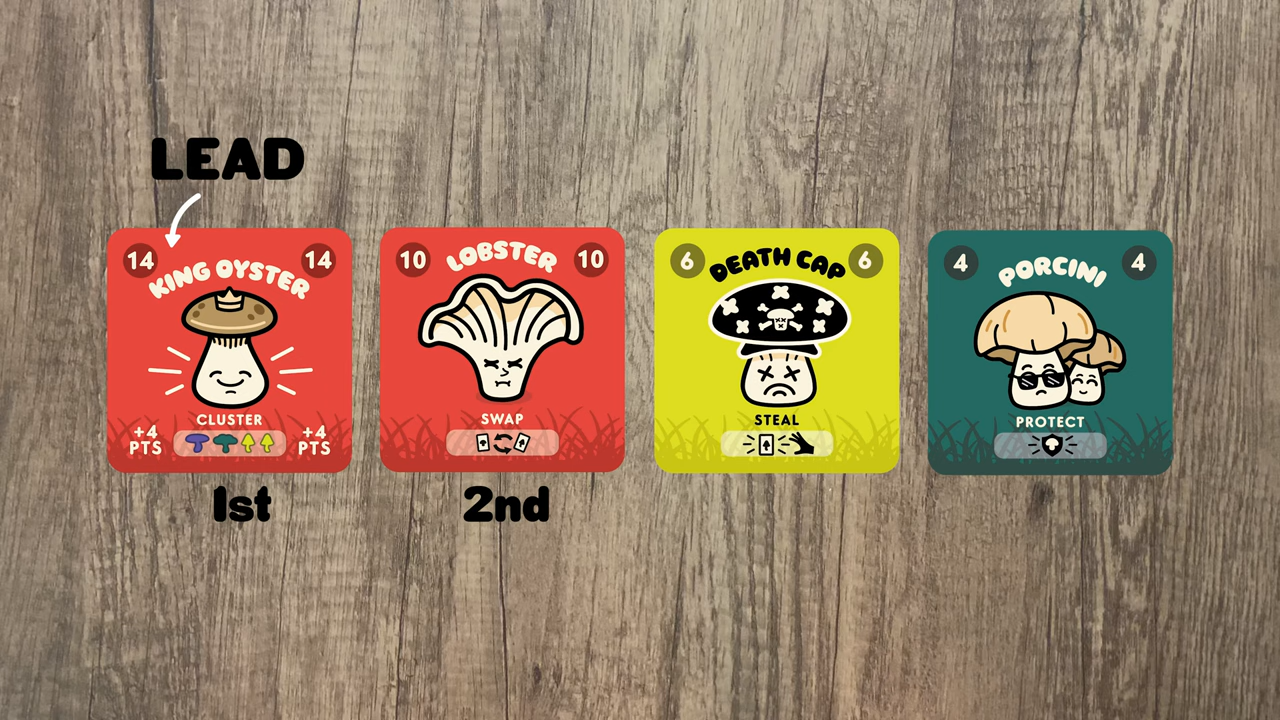 LEAD
14 KING OYSTER 14
CLUSTER
+4 PTS
+4 PTS
1st
10 LOBSTER 10
SWAP
2nd
6 DEATH CAP 6
STEAL
4 PORCINI 4
PROTECT